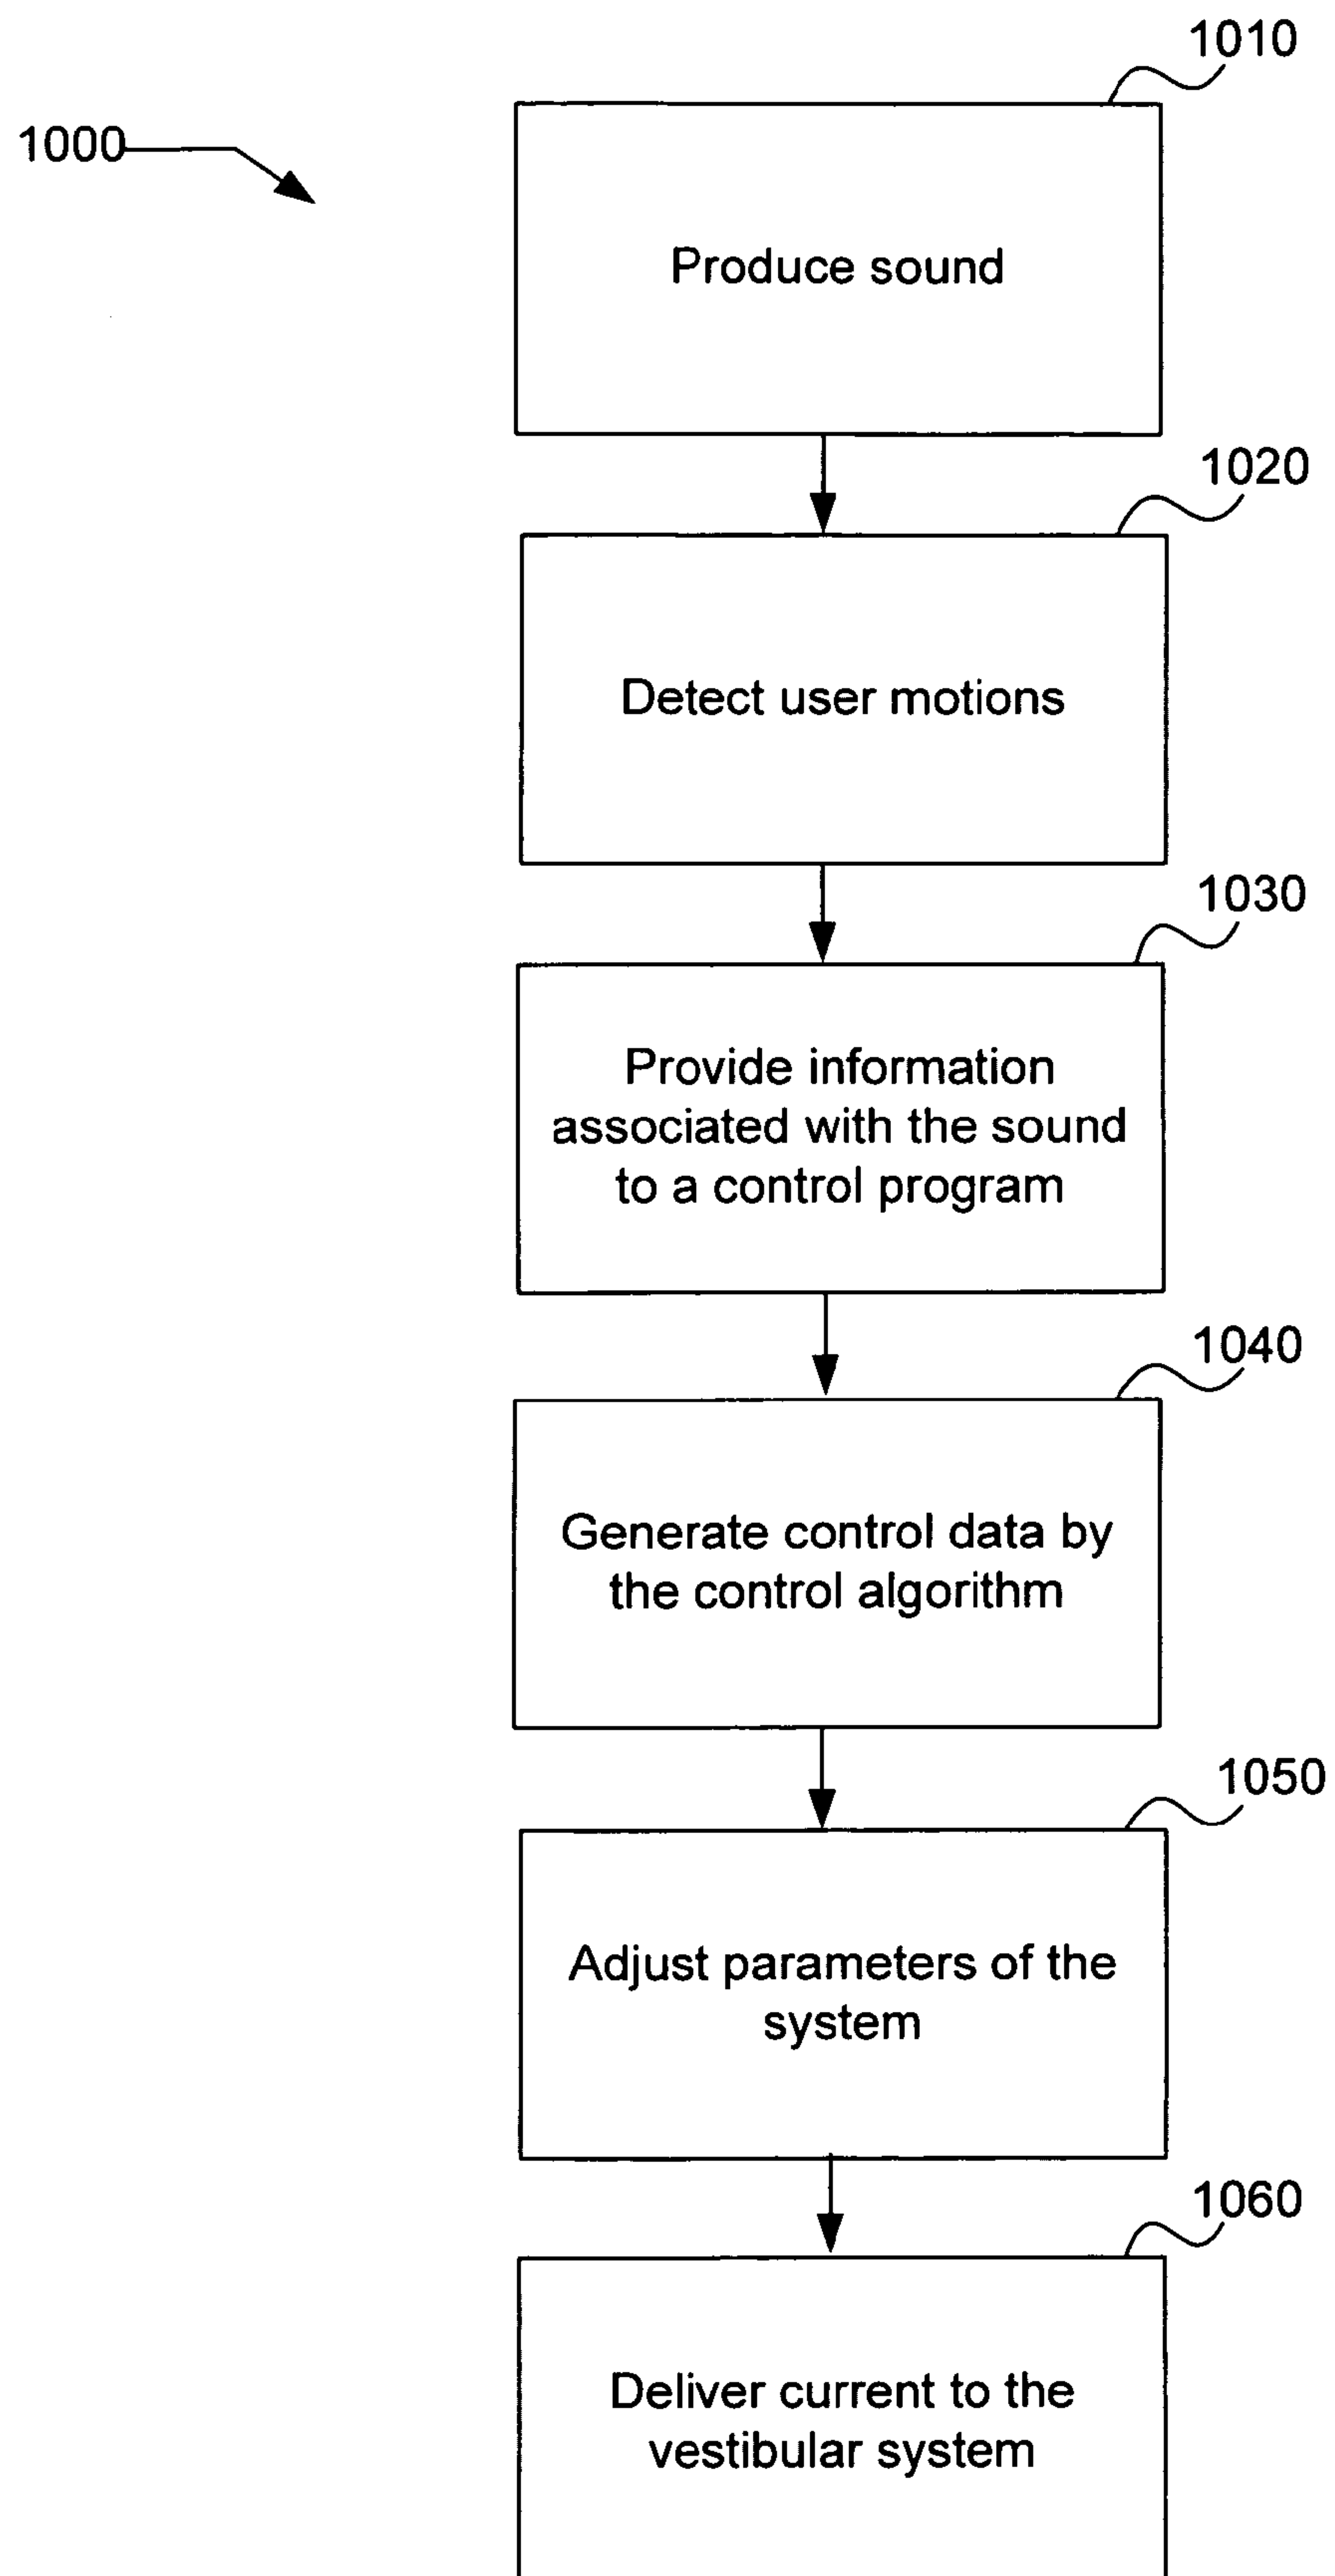 1010
1000
Produce sound
1020
Detect user motions
1030
Provide information
associated with the sound
to a control program
1040
Generate control data by
the control algorithm
1050
Adjust parameters of the
system
1060
Deliver current to the
vestibular system